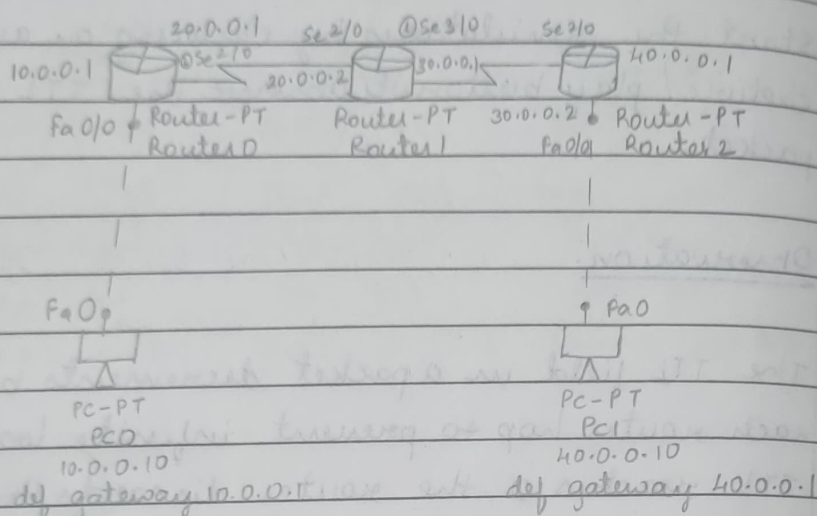 20.0.0.1 Se2/0 Se3/0 Se2/0
10.0.0.1 Se2/0 20.0.0.2 30.0.0.1 40.0.0.1
Fa0/0 Router-PT Router-PT 30.0.0.2 Router-PT
Router0 Router1 Fa0/0 Router2
Fa0 Fa0
PC-PT PC-PT
PC0 PC1
10.0.0.10 40.0.0.10
def gateway 10.0.0.1 def gateway 40.0.0.1